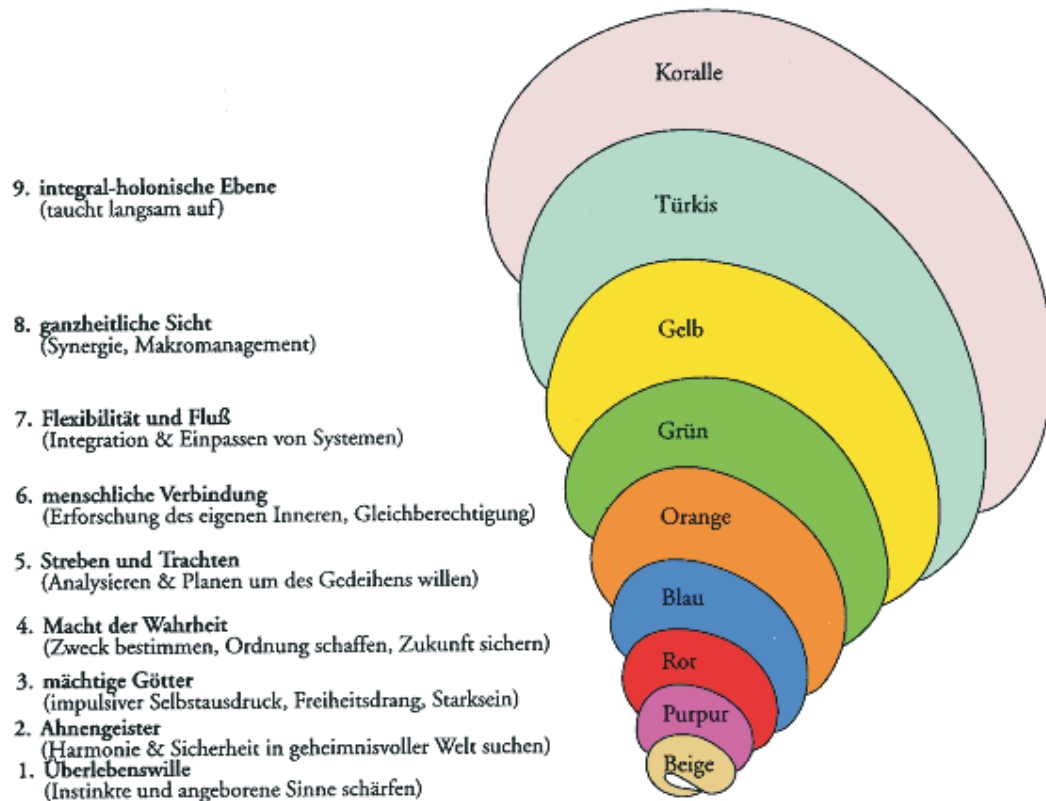 Koralle
9. integral-holonische Ebene
(taucht langsam auf)
Türkis
8. ganzheitliche Sicht
(Synergie, Makromanagement)
Gelb
7. Flexibilität und Fluß
(Integration & Einpassen von Systemen)
Grün
6. menschliche Verbindung
(Erforschung des eigenen Inneren, Gleichberechtigung)
Orange
5. Streben und Trachten
(Analysieren & Planen um des Gedeihens willen)
Blau
4. Macht der Wahrheit
(Zweck bestimmen, Ordnung schaffen, Zukunft sichern)
Rot
3. mächtige Götter
(impulsiver Selbstausdruck, Freiheitsdrang, Starksein)
Purpur
2. Ahnengeister
(Harmonie & Sicherheit in geheimnisvoller Welt suchen)
Beige
1. Überlebenswille
(Instinkte und angeborene Sinne schärfen)